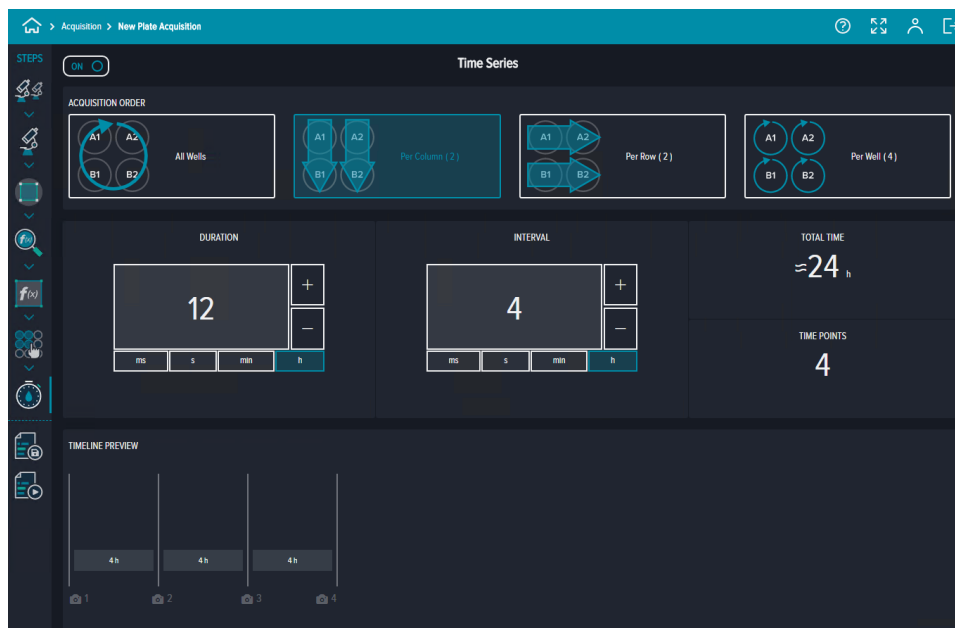 Acquisition > New Plate Acquisition
STEPS
ON
Time Series
ACQUISITION ORDER
A1 A2
B1 B2
All Wells
A1 A2
B1 B2
Per Column ( 2 )
A1 A2
B1 B2
Per Row ( 2 )
A1 A2
B1 B2
Per Well ( 4 )
DURATION
12
+
−
ms s min h
INTERVAL
4
+
−
ms s min h
TOTAL TIME
≈24 h
TIME POINTS
4
f(x)
f(x)
TIMELINE PREVIEW
4 h 4 h 4 h
1 2 3 4